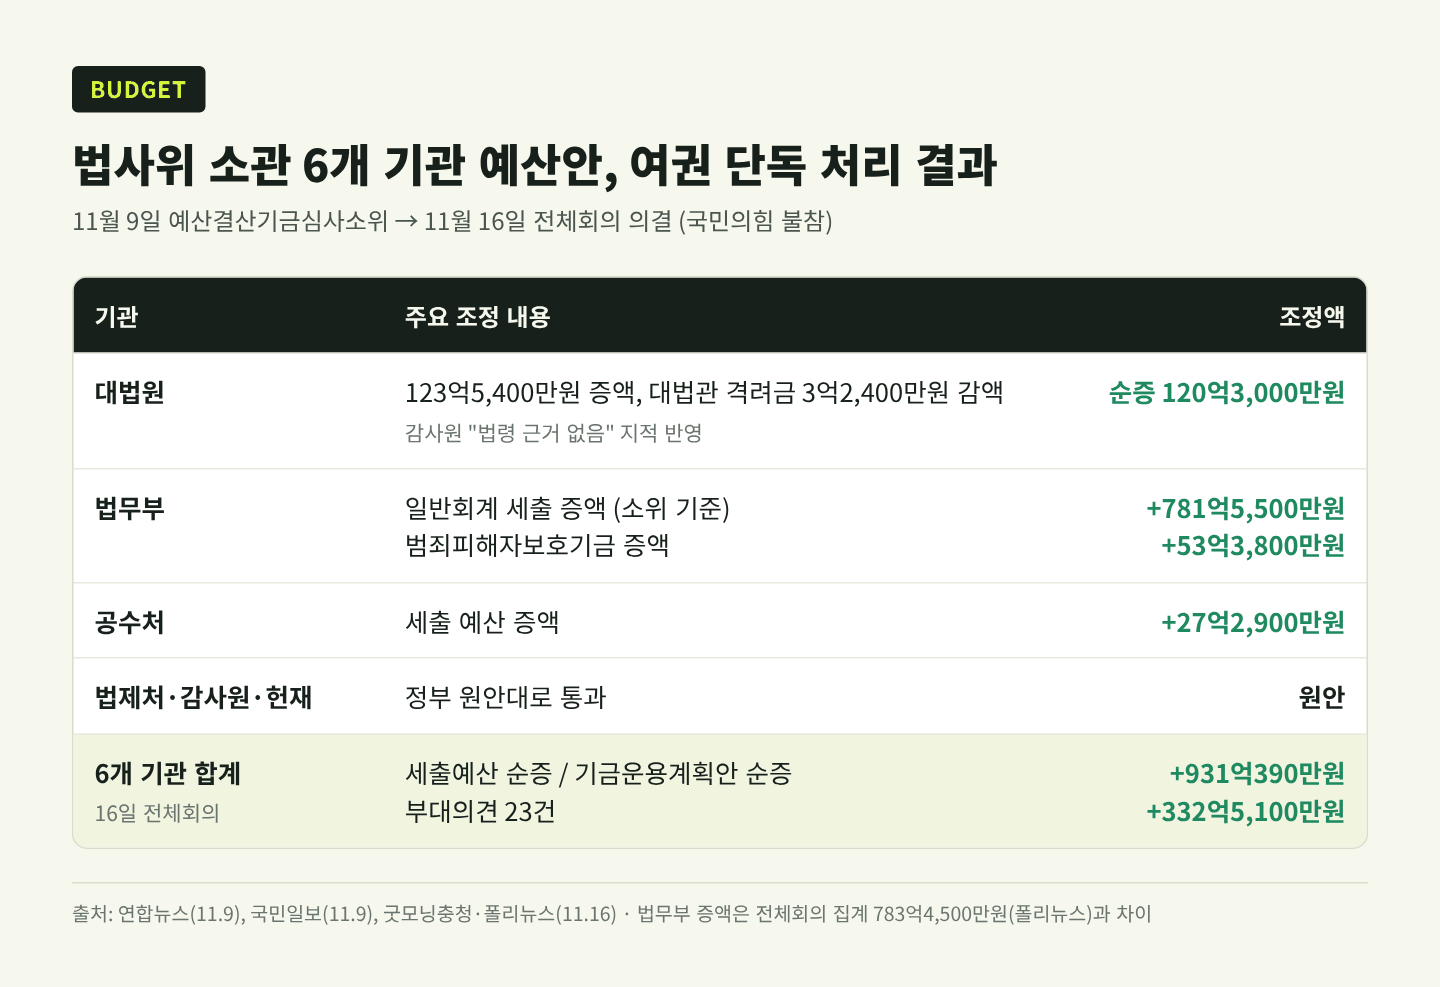 BUDGET
법사위 소관 6개 기관 예산안, 여권 단독 처리 결과
11월 9일 예산결산기금심사소위 → 11월 16일 전체회의 의결 (국민의힘 불참)
기관 주요 조정 내용 조정액
대법원 123억5,400만원 증액, 대법관 격려금 3억2,400만원 감액 순증 120억3,000만원
감사원 "법령 근거 없음" 지적 반영
법무부 일반회계 세출 증액 (소위 기준) +781억5,500만원
범죄피해자보호기금 증액 +53억3,800만원
공수처 세출 예산 증액 +27억2,900만원
법제처·감사원·헌재 정부 원안대로 통과 원안
6개 기관 합계 세출예산 순증 / 기금운용계획안 순증 +931억390만원
16일 전체회의 부대의견 23건 +332억5,100만원
출처: 연합뉴스(11.9), 국민일보(11.9), 굿모닝충청·폴리뉴스(11.16) · 법무부 증액은 전체회의 집계 783억4,500만원(폴리뉴스)과 차이